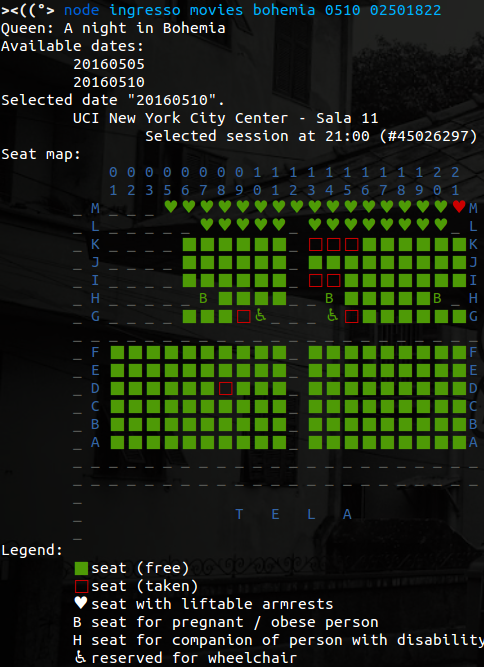 ><((°> node ingresso movies bohemia 0510 02501822
Queen: A night in Bohemia
Available dates:
20160505
20160510
Selected date "20160510".
UCI New York City Center - Sala 11
Selected session at 21:00 (#45026297)
Seat map:
0 0 0 0 0 0 0 0 1 1 1 1 1 1 1 1 1 1 2 2
1 2 3 5 6 7 8 9 0 1 2 3 4 5 6 7 8 9 0 1
_ M _ _ _ ♥ ♥ ♥ ♥ ♥ ♥ ♥ ♥ ♥ ♥ ♥ ♥ ♥ ♥ ♥ ♥ ♥ M
_ L _ _ _ _ _ ♥ ♥ ♥ ♥ ♥ _ ♥ ♥ ♥ ♥ ♥ ♥ ♥ ♥ _ L
_ K _ _ _ _ ■ ■ ■ ■ ■ ■ _ □ □ □ ■ ■ ■ ■ ■ ■ K
_ J _ _ _ _ ■ ■ ■ ■ ■ ■ _ ■ ■ ■ ■ ■ ■ ■ ■ ■ J
_ I _ _ _ _ ■ ■ ■ ■ ■ ■ _ □ □ ■ ■ ■ ■ ■ ■ ■ I
_ H _ _ _ _ _ B ■ ■ ■ ■ _ _ B ■ ■ ■ ■ ■ B _ H
_ G _ _ _ _ ■ ■ ■ □ ♿ _ _ _ ♿ □ ■ ■ ■ ■ ■ ■ G
_ _ _ _ _ _ _ _ _ _ _ _ _ _ _ _ _ _ _ _ _ _ _
_ F ■ ■ ■ ■ ■ ■ ■ ■ ■ ■ _ ■ ■ ■ ■ ■ ■ ■ ■ ■ F
_ E ■ ■ ■ ■ ■ ■ ■ ■ ■ ■ _ ■ ■ ■ ■ ■ ■ ■ ■ ■ E
_ D ■ ■ ■ ■ ■ ■ □ ■ ■ ■ _ ■ ■ ■ ■ ■ ■ ■ ■ ■ D
_ C ■ ■ ■ ■ ■ ■ ■ ■ ■ ■ _ ■ ■ ■ ■ ■ ■ ■ ■ ■ C
_ B ■ ■ ■ ■ ■ ■ ■ ■ ■ ■ _ ■ ■ ■ ■ ■ ■ ■ ■ ■ B
_ A ■ ■ ■ ■ ■ ■ ■ ■ ■ ■ _ ■ ■ ■ ■ ■ ■ ■ ■ ■ A
_ _ _ _ _ _ _ _ _ _ _ _ _ _ _ _ _ _ _ _ _ _ _
_ _ _ _ _ _ _ _ _ _ _ _ _ _ _ _ _ _ _ _ _ _ _
_ T E L A
_
Legend:
■ seat (free)
□ seat (taken)
♥ seat with liftable armrests
B seat for pregnant / obese person
H seat for companion of person with disability
♿ reserved for wheelchair